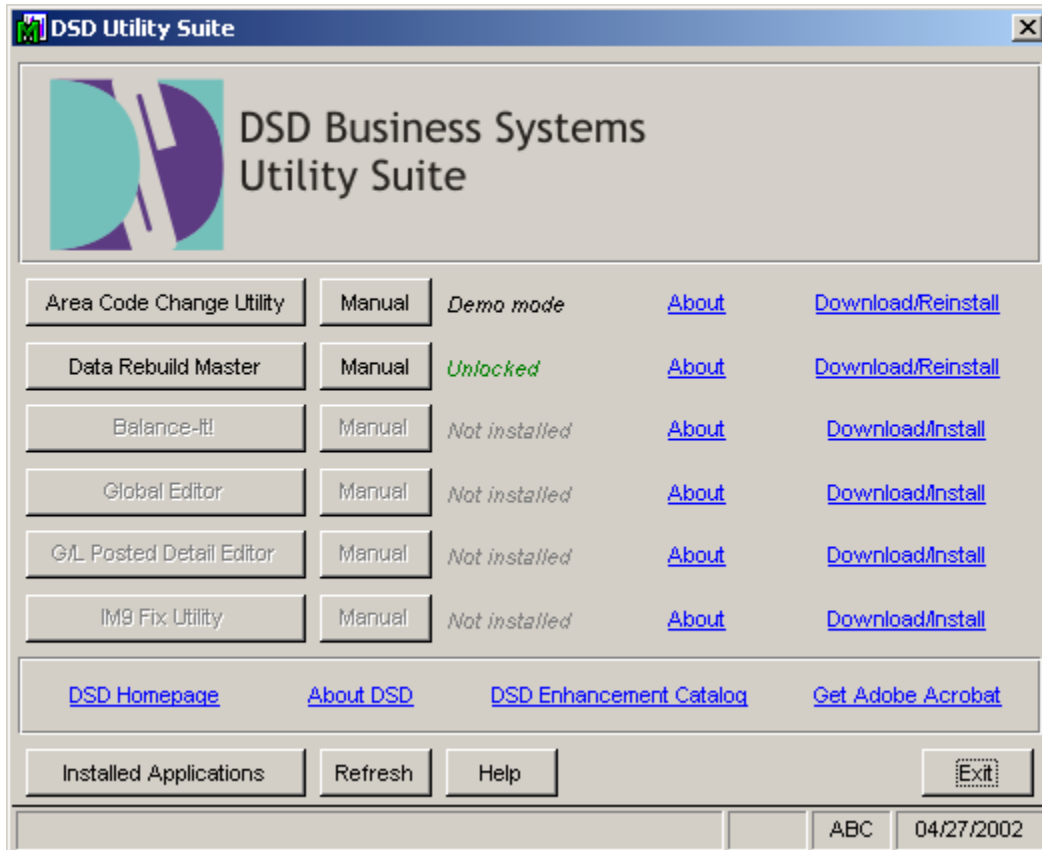 DSD Utility Suite
DSD Business Systems
Utility Suite
Area Code Change Utility Manual Demo mode About Download/Reinstall
Data Rebuild Master Manual Unlocked About Download/Reinstall
Balance-It! Manual Not installed About Download/Install
Global Editor Manual Not installed About Download/Install
G/L Posted Detail Editor Manual Not installed About Download/Install
IM9 Fix Utility Manual Not installed About Download/Install
DSD Homepage About DSD DSD Enhancement Catalog Get Adobe Acrobat
Installed Applications Refresh Help Exit
ABC 04/27/2002